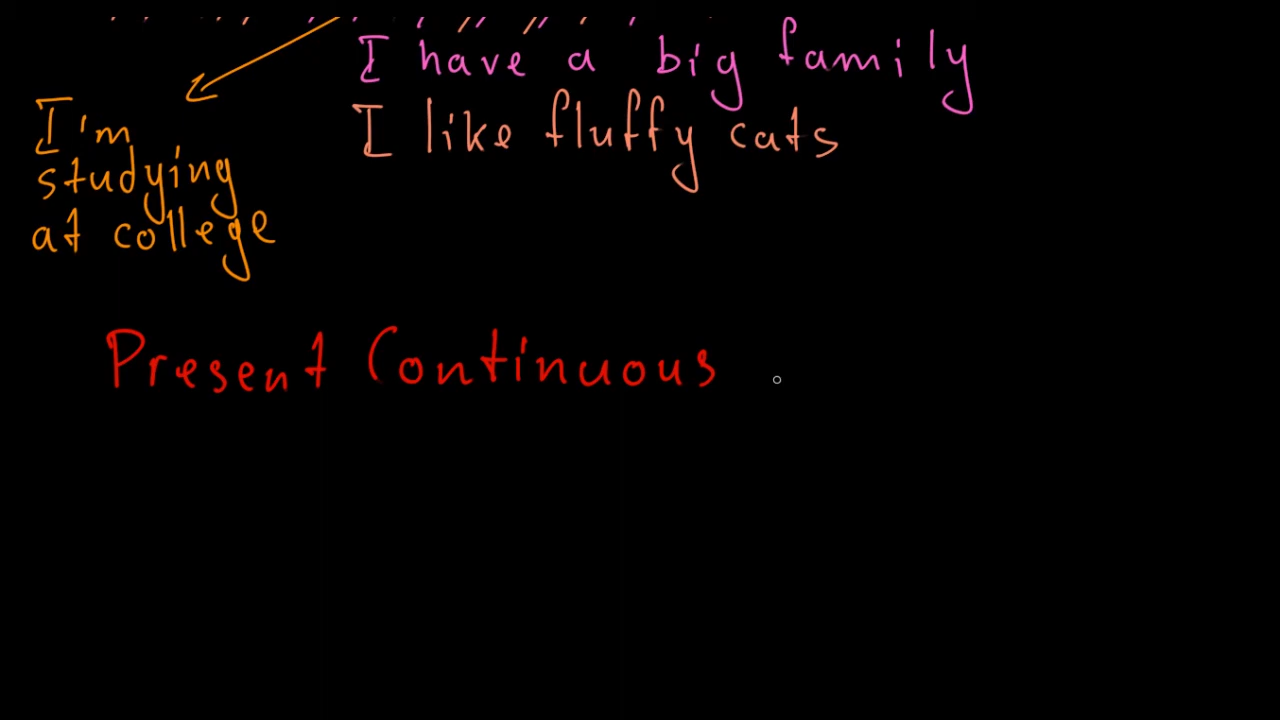 I have a big family
I like fluffy cats
I'm
studying
at college
Present Continuous